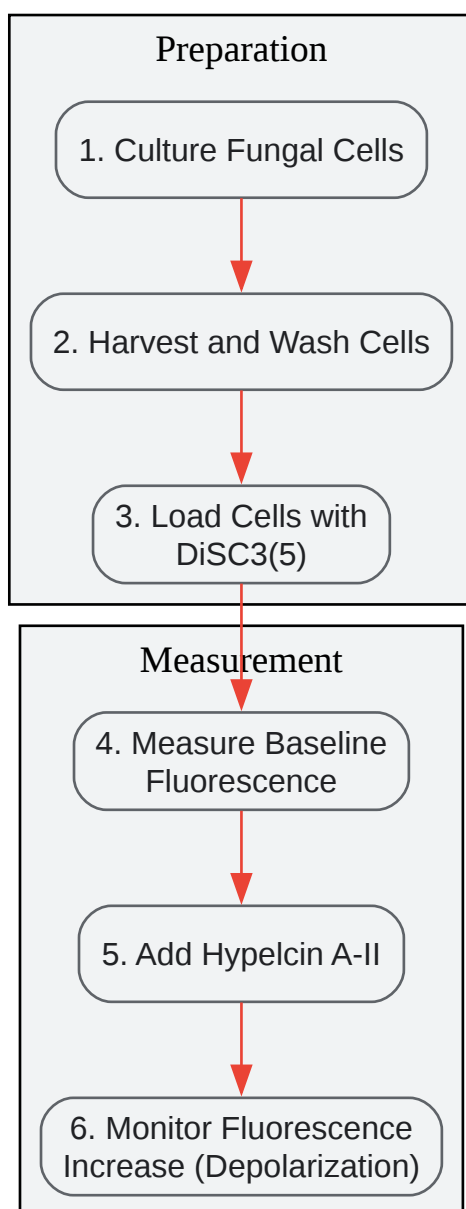 Preparation
1. Culture Fungal Cells
2. Harvest and Wash Cells
3. Load Cells with
DiSC3(5)
Measurement
4. Measure Baseline
Fluorescence
5. Add Hypelcin A-II
6. Monitor Fluorescence
Increase (Depolarization)